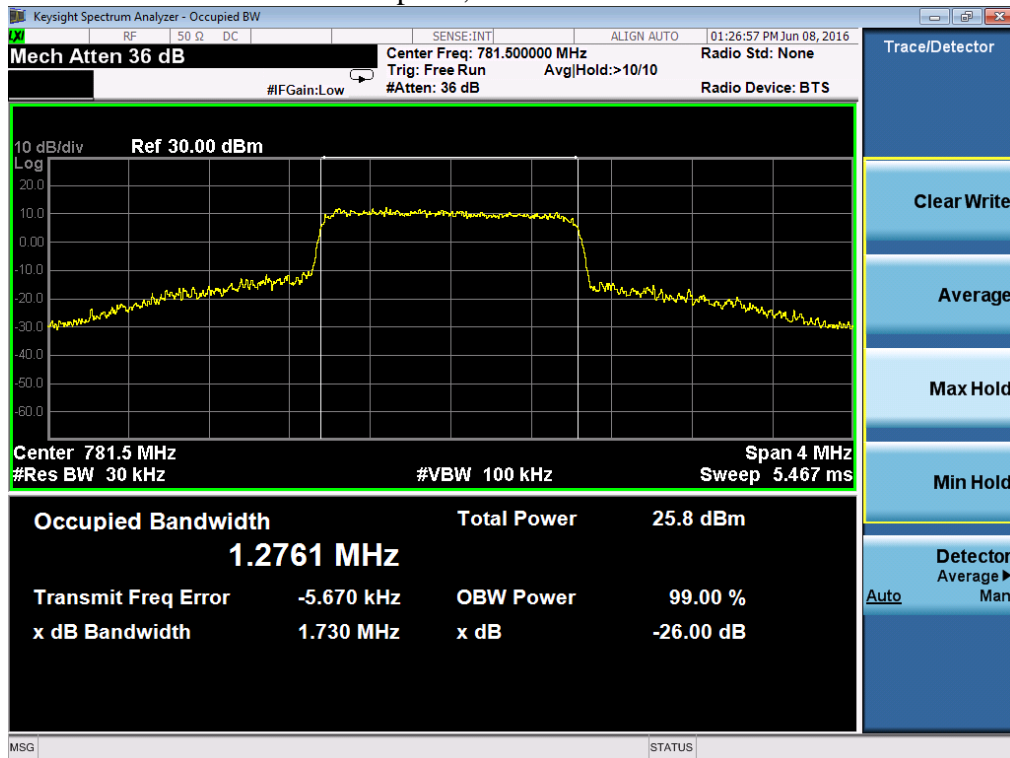 Keysight Spectrum Analyzer - Occupied BW
LXI RF 50 Ω DC SENSE:INT ALIGN AUTO 01:26:57 PM Jun 08, 2016
Mech Atten 36 dB
Center Freq: 781.500000 MHz Radio Std: None
Trig: Free Run Avg|Hold:>10/10
#IFGain:Low #Atten: 36 dB Radio Device: BTS
10 dB/div Ref 30.00 dBm
Log
20.0
10.0
0.00
-10.0
-20.0
-30.0
-40.0
-50.0
-60.0
Center 781.5 MHz Span 4 MHz
#Res BW 30 kHz #VBW 100 kHz Sweep 5.467 ms
Occupied Bandwidth Total Power 25.8 dBm
1.2761 MHz
Transmit Freq Error -5.670 kHz OBW Power 99.00 %
x dB Bandwidth 1.730 MHz x dB -26.00 dB
MSG STATUS
Trace/Detector
Clear Write
Average
Max Hold
Min Hold
Detector
Average
Auto Man